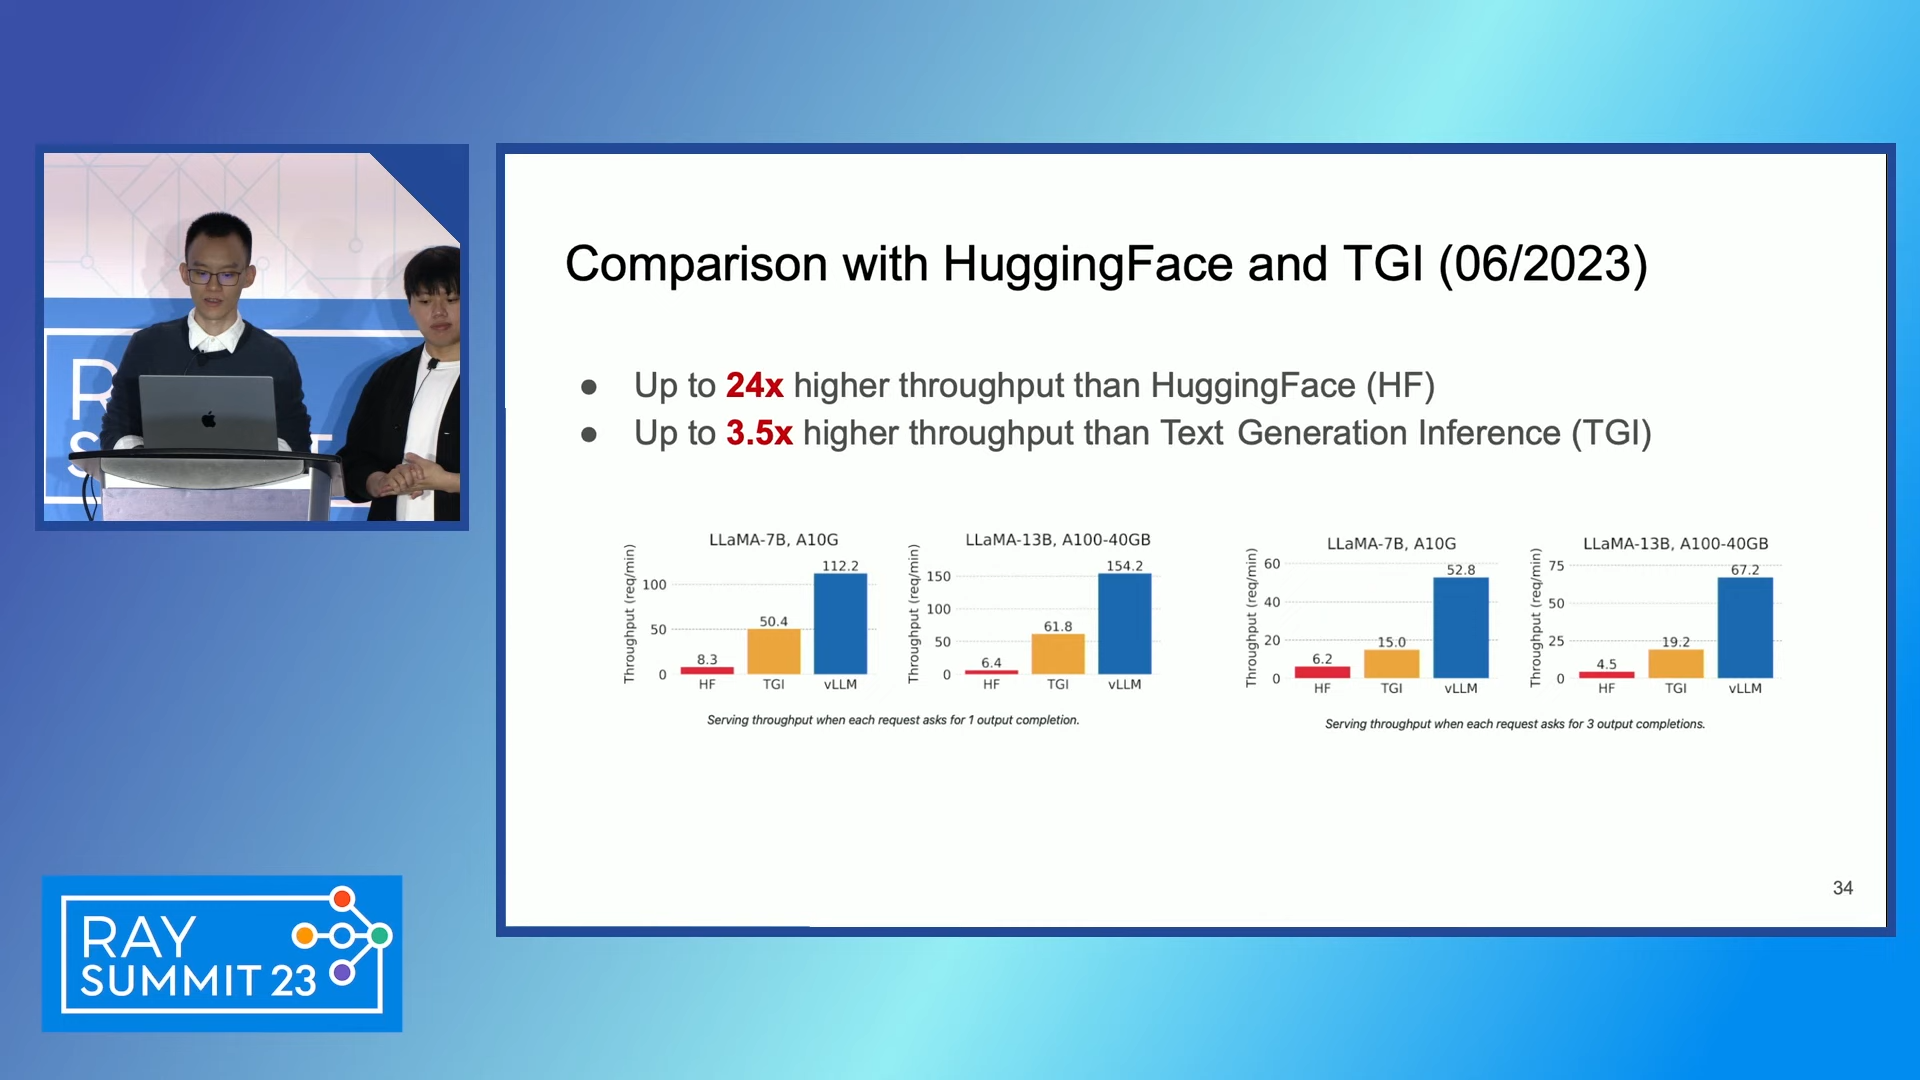 Comparison with HuggingFace and TGI (06/2023)
● Up to 24x higher throughput than HuggingFace (HF)
● Up to 3.5x higher throughput than Text Generation Inference (TGI)
LLaMA-7B, A10G
Throughput (req/min)
100
50
0
8.3
50.4
112.2
HF
TGI
vLLM
LLaMA-13B, A100-40GB
Throughput (req/min)
150
100
50
0
6.4
61.8
154.2
HF
TGI
vLLM
Serving throughput when each request asks for 1 output completion.
LLaMA-7B, A10G
Throughput (req/min)
60
40
20
0
6.2
15.0
52.8
HF
TGI
vLLM
LLaMA-13B, A100-40GB
Throughput (req/min)
75
50
25
0
4.5
19.2
67.2
HF
TGI
vLLM
Serving throughput when each request asks for 3 output completions.
34
RAY
SUMMIT 23